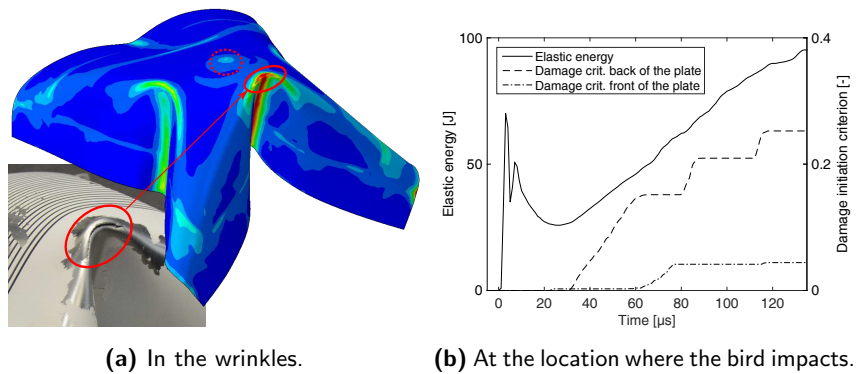 100
50
0
Elastic energy [J]
Elastic energy
Damage crit. back of the plate
Damage crit. front of the plate
0.4
0.2
0
Damage initiation criterion [-]
0 20 40 60 80 100 120
Time [µs]
(a) In the wrinkles.
(b) At the location where the bird impacts.